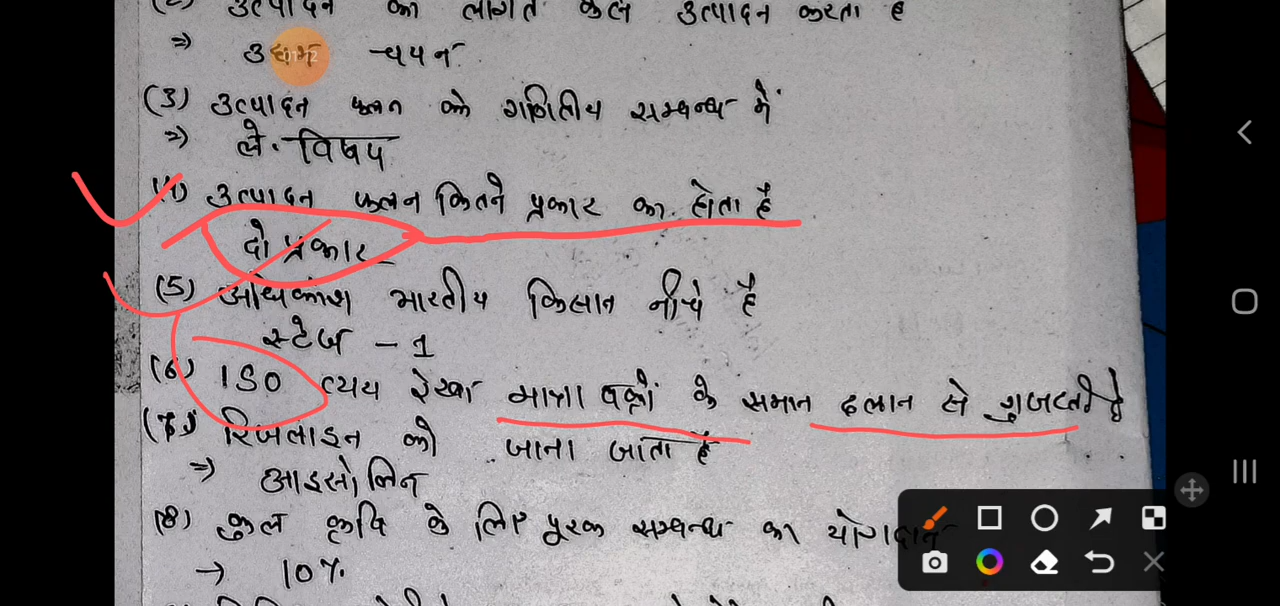 (2) उत्पादन का लागत कुल उत्पादन करता है
=> चयन
(3) उत्पादन फलन को गणितीय सम्बन्ध में
=> ले. विषय
(4) उत्पादन फलन कितने प्रकार का होता है
दो प्रकार
(5) अधिकांश भारतीय किसान नीचे है
स्टेज - 1
(6) ISO व्यय रेखा मात्रा वक्रों के समान ढलान से गुजरती है
(7) रिजलाइन को जाना जाता है
=> आइसोलिन
(8) कुल कृषि के लिए पूरक सम्बन्ध का योगदान
→ 10%